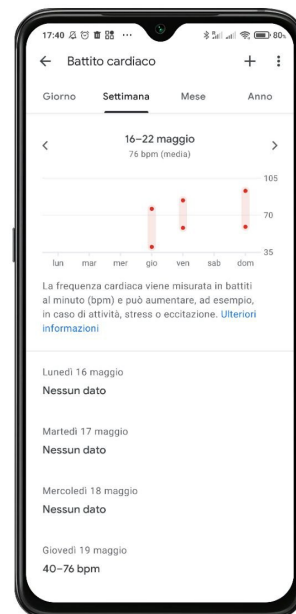 17:40
80%
Battito cardiaco
Giorno Settimana Mese Anno
16–22 maggio
76 bpm (media)
105
70
35
lun mar mer gio ven sab dom
La frequenza cardiaca viene misurata in battiti
al minuto (bpm) e può aumentare, ad esempio,
in caso di attività, stress o eccitazione. Ulteriori
informazioni
Lunedì 16 maggio
Nessun dato
Martedì 17 maggio
Nessun dato
Mercoledì 18 maggio
Nessun dato
Giovedì 19 maggio
40–76 bpm